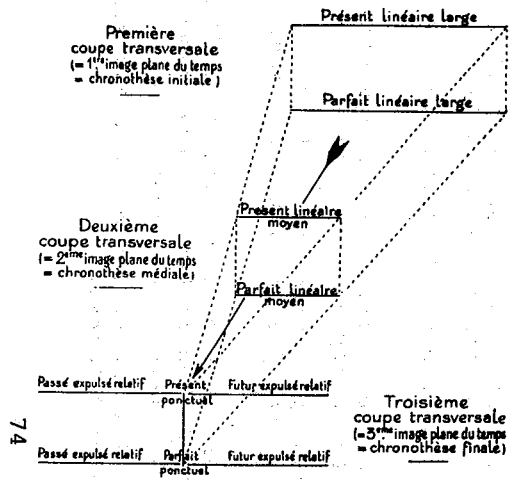 Première
coupe transversale
(= 1ère image plane du temps
= chronothèse initiale)
Présent linéaire large
Parfait linéaire large
Deuxième
coupe transversale
(= 2ème image plane du temps
= chronothèse médiale)
Présent linéaire
moyen
Parfait linéaire
moyen
Passé expulsé relatif Présent Futur expulsé relatif
ponctuel
Passé expulsé relatif Parfait Futur expulsé relatif
ponctuel
Troisième
coupe transversale
(= 3ème image plane du temps
= chronothèse finale)
74